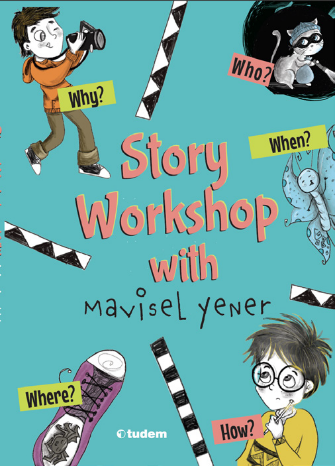 Why?
Who?
When?
Story
Workshop
with
mavisel yener
Where?
How?
tudem